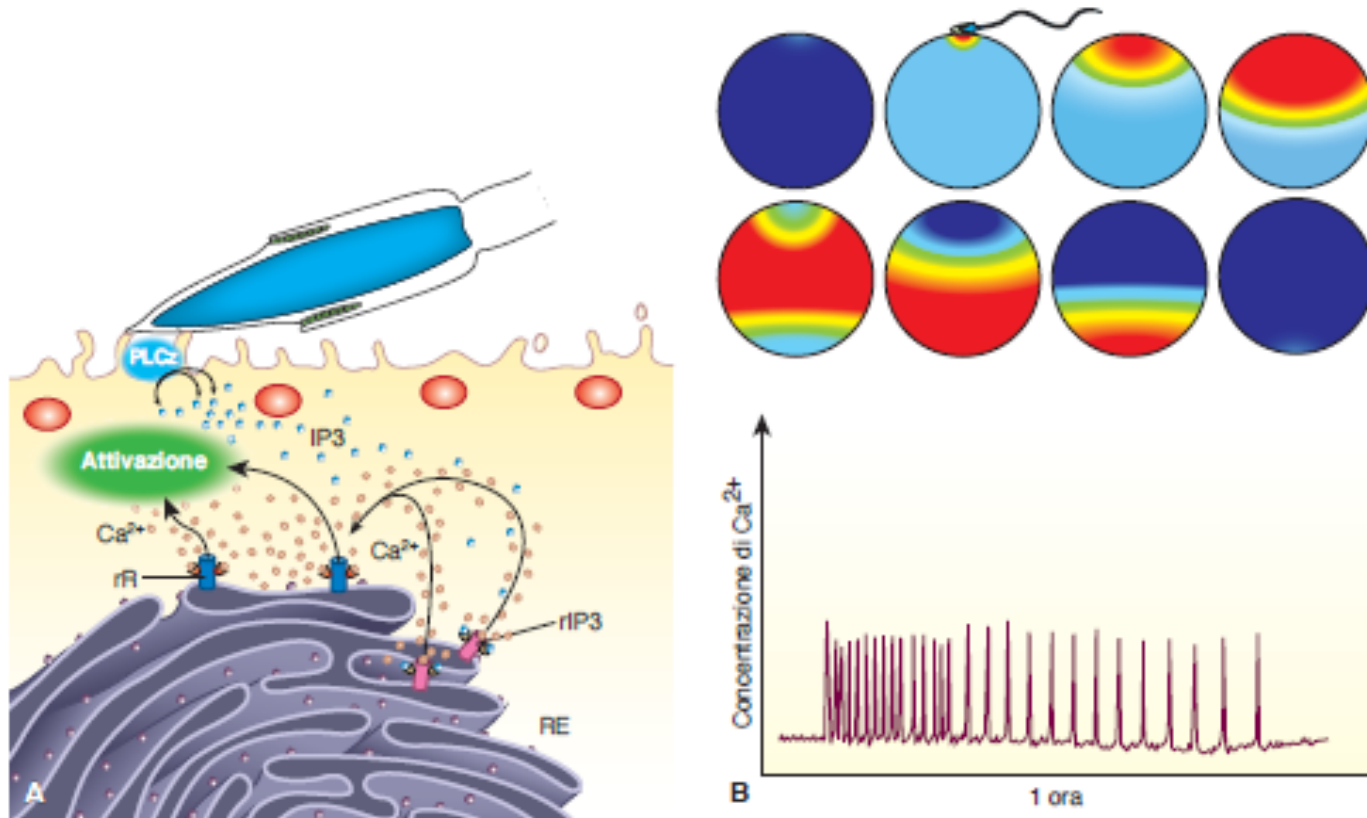 PLCz
IP3
Attivazione
Ca2+
Ca2+
rR
rIP3
RE
A
Concentrazione di Ca2+
B
1 ora